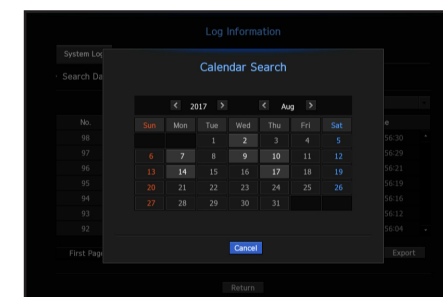 Log Information
System Log
Search Da
Calendar Search
2017 Aug
No. Sun Mon Tue Wed Thu Fri Sat e
98 1 2 3 4 5 56:30
97 6 7 8 9 10 11 12 56:29
96 13 14 15 16 17 18 19 56:21
95 20 21 22 23 24 25 26 56:19
94 27 28 29 30 31 56:16
93 56:12
92 56:04
First Page Cancel Export
Return